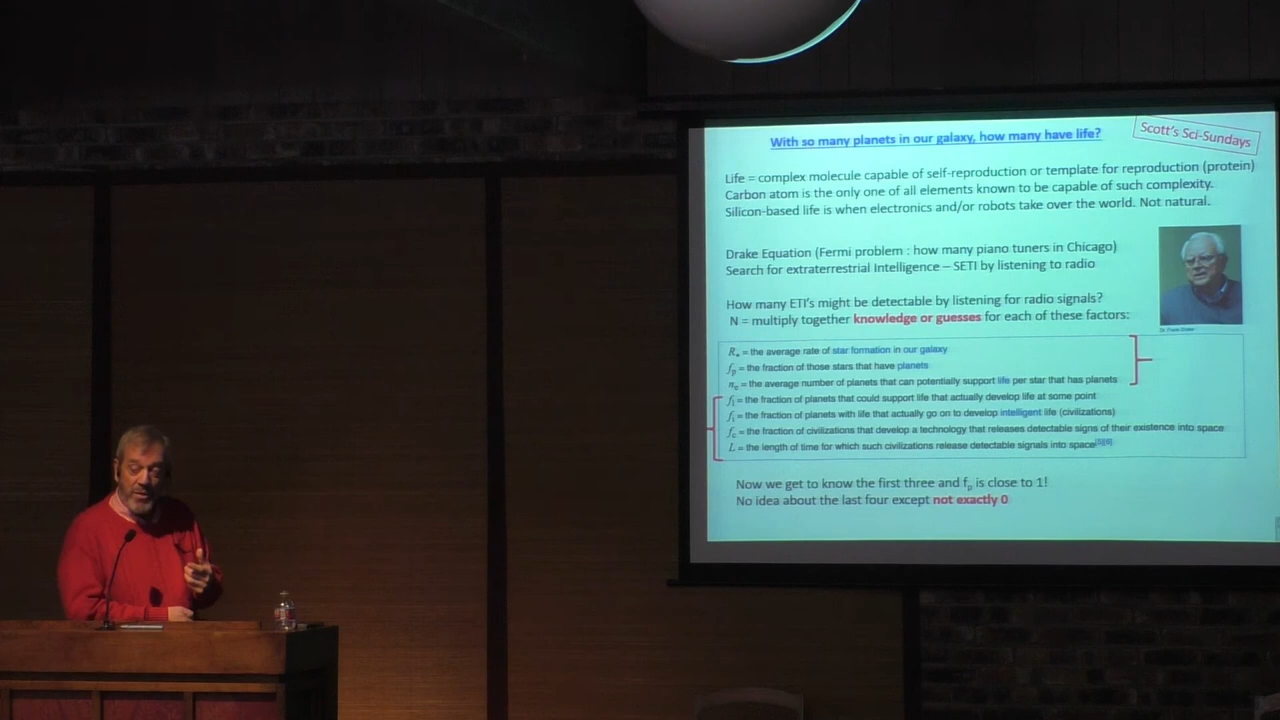 With so many planets in our galaxy, how many have life?
Scott's Sci-Sundays
Life = complex molecule capable of self-reproduction or template for reproduction (protein)
Carbon atom is the only one of all elements known to be capable of such complexity.
Silicon-based life is when electronics and/or robots take over the world. Not natural.
Drake Equation (Fermi problem : how many piano tuners in Chicago)
Search for extraterrestrial Intelligence – SETI by listening to radio
Dr. Frank Drake
How many ETI's might be detectable by listening for radio signals?
N = multiply together knowledge or guesses for each of these factors:
R* = the average rate of star formation in our galaxy
fp = the fraction of those stars that have planets
ne = the average number of planets that can potentially support life per star that has planets
fl = the fraction of planets that could support life that actually develop life at some point
fi = the fraction of planets with life that actually go on to develop intelligent life (civilizations)
fc = the fraction of civilizations that develop a technology that releases detectable signs of their existence into space
L = the length of time for which such civilizations release detectable signals into space
Now we get to know the first three and fp is close to 1!
No idea about the last four except not exactly 0